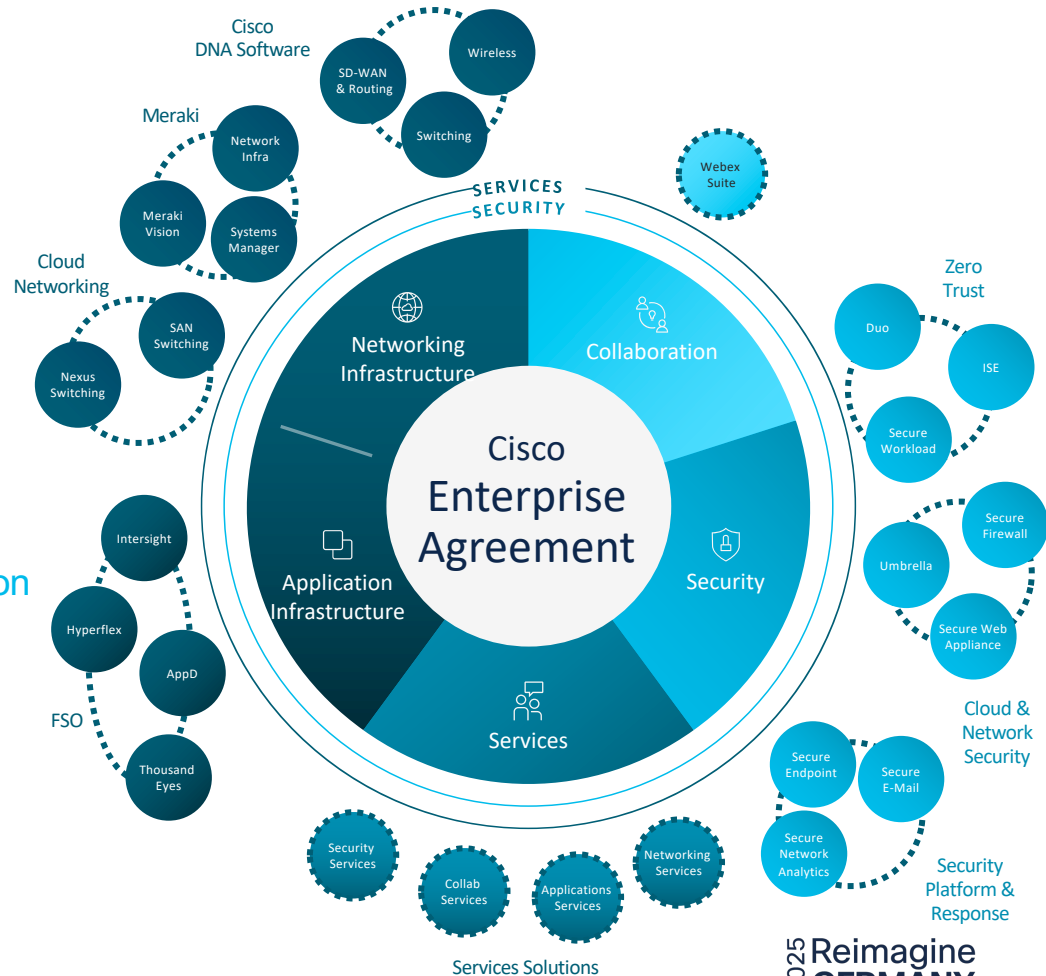 Cisco
DNA Software
SD-WAN
& Routing
Wireless
Switching
Meraki
Network
Infra
Meraki
Vision
Systems
Manager
Cloud
Networking
SAN
Switching
Nexus
Switching
Webex
Suite
SERVICES
SECURITY
Networking
Infrastructure
Collaboration
Cisco
Enterprise
Agreement
Application
Infrastructure
Security
Services
Zero
Trust
Duo
ISE
Secure
Workload
Secure
Firewall
Umbrella
Secure Web
Appliance
Cloud &
Network
Security
Intersight
on
Hyperflex
AppD
FSO
Thousand
Eyes
Secure
Endpoint
Secure
E-Mail
Secure
Network
Analytics
Security
Platform &
Response
Security
Services
Collab
Services
Applications
Services
Networking
Services
Services Solutions
2025
Reimagine
GERMANY